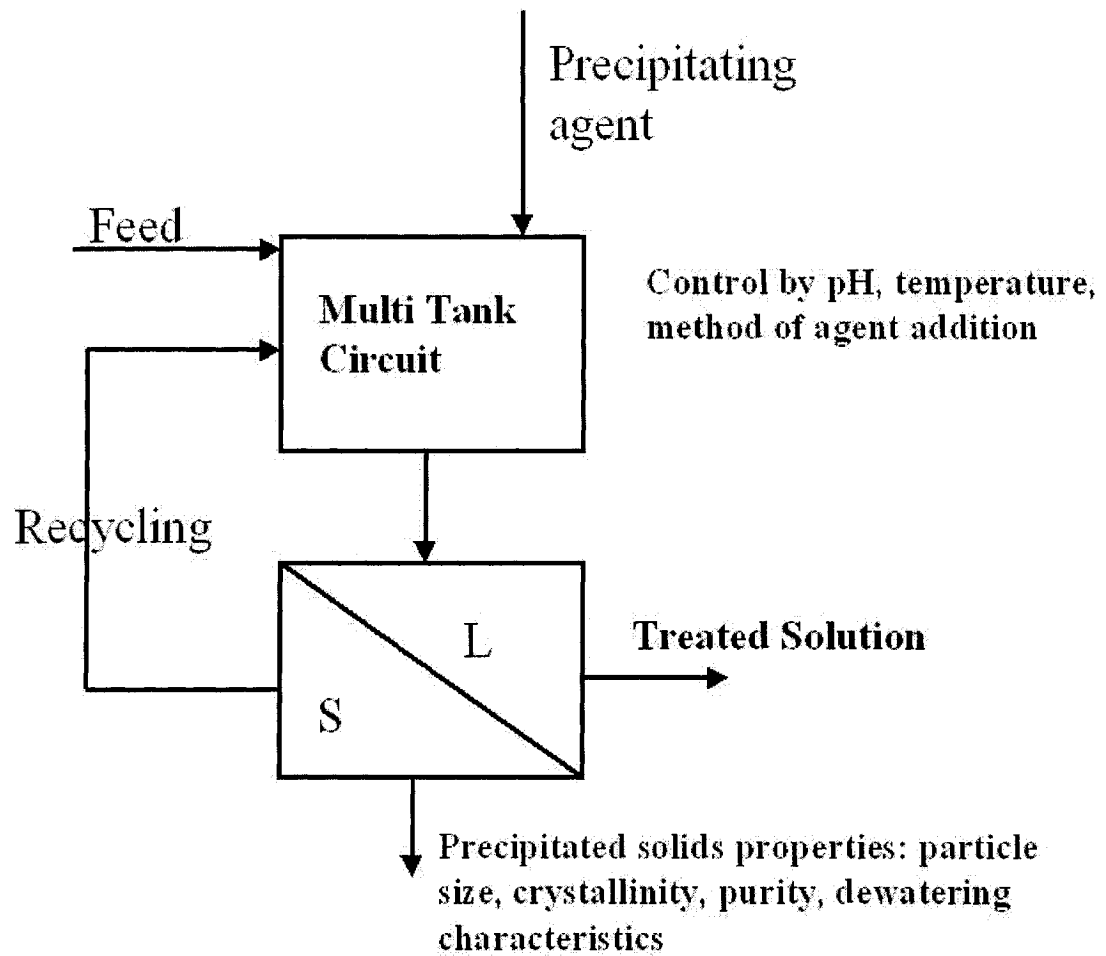 Precipitating
agent
Feed
Multi Tank
Circuit
Control by pH, temperature,
method of agent addition
Recycling
L
S
Treated Solution
Precipitated solids properties: particle
size, crystallinity, purity, dewatering
characteristics